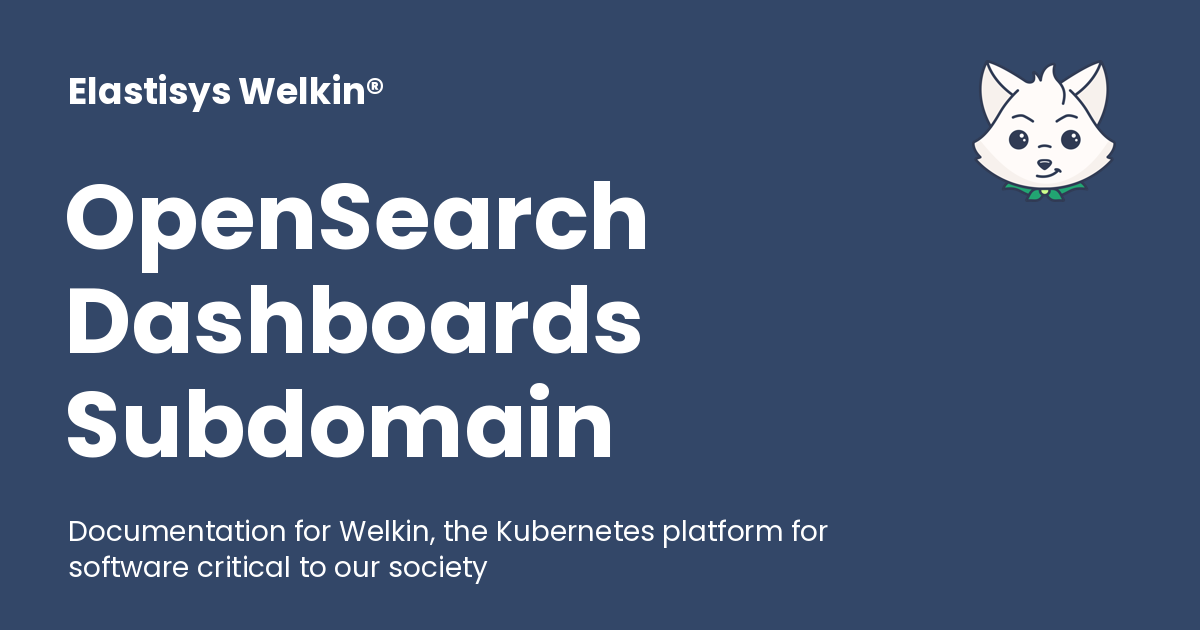 Elastisys Welkin®
OpenSearch
Dashboards
Subdomain
Documentation for Welkin, the Kubernetes platform for
software critical to our society